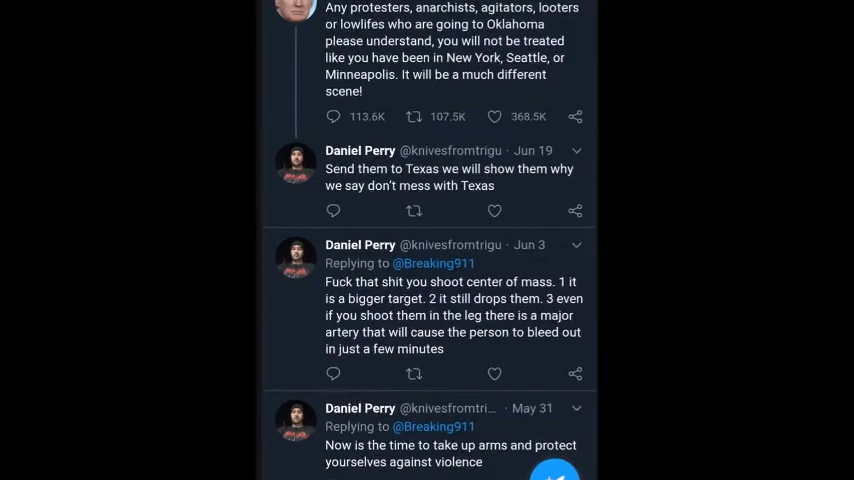 Any protesters, anarchists, agitators, looters
or lowlifes who are going to Oklahoma
please understand, you will not be treated
like you have been in New York, Seattle, or
Minneapolis. It will be a much different
scene!
113.6K 107.5K 368.5K
Daniel Perry @knivesfromtrigu · Jun 19
Send them to Texas we will show them why
we say don't mess with Texas
Daniel Perry @knivesfromtrigu · Jun 3
Replying to @Breaking911
Fuck that shit you shoot center of mass. 1 it
is a bigger target. 2 it still drops them. 3 even
if you shoot them in the leg there is a major
artery that will cause the person to bleed out
in just a few minutes
Daniel Perry @knivesfromtri... · May 31
Replying to @Breaking911
Now is the time to take up arms and protect
yourselves against violence